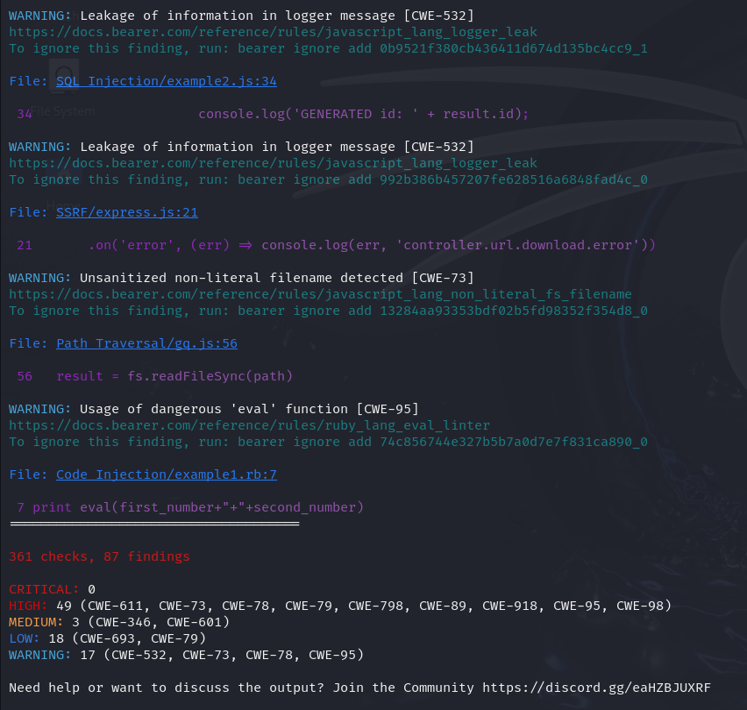 WARNING: Leakage of information in logger message [CWE-532]
https://docs.bearer.com/reference/rules/javascript_lang_logger_leak
To ignore this finding, run: bearer ignore add 0b9521f380cb436411d674d135bc4cc9_1
File: SQL Injection/example2.js:34
File System
34 console.log('GENERATED id: ' + result.id);
WARNING: Leakage of information in logger message [CWE-532]
https://docs.bearer.com/reference/rules/javascript_lang_logger_leak
To ignore this finding, run: bearer ignore add 992b386b457207fe628516a6848fad4c_0
File: SSRF/express.js:21
21 .on('error', (err) => console.log(err, 'controller.url.download.error'))
WARNING: Unsanitized non-literal filename detected [CWE-73]
https://docs.bearer.com/reference/rules/javascript_lang_non_literal_fs_filename
To ignore this finding, run: bearer ignore add 13284aa93353bdf02b5fd98352f354d8_0
File: Path Traversal/gq.js:56
56 result = fs.readFileSync(path)
WARNING: Usage of dangerous 'eval' function [CWE-95]
https://docs.bearer.com/reference/rules/ruby_lang_eval_linter
To ignore this finding, run: bearer ignore add 74c856744e327b5b7a0d7e7f831ca890_0
File: Code Injection/example1.rb:7
7 print eval(first_number+"+"+second_number)
=====================================
361 checks, 87 findings
CRITICAL: 0
HIGH: 49 (CWE-611, CWE-73, CWE-78, CWE-79, CWE-798, CWE-89, CWE-918, CWE-95, CWE-98)
MEDIUM: 3 (CWE-346, CWE-601)
LOW: 18 (CWE-693, CWE-79)
WARNING: 17 (CWE-532, CWE-73, CWE-78, CWE-95)
Need help or want to discuss the output? Join the Community https://discord.gg/eaHZBJUXRF